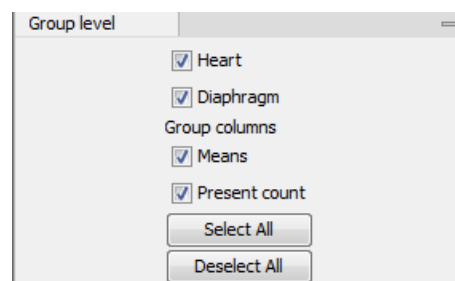 Group level
Heart
Diaphragm
Group columns
Means
Present count
Select All
Deselect All